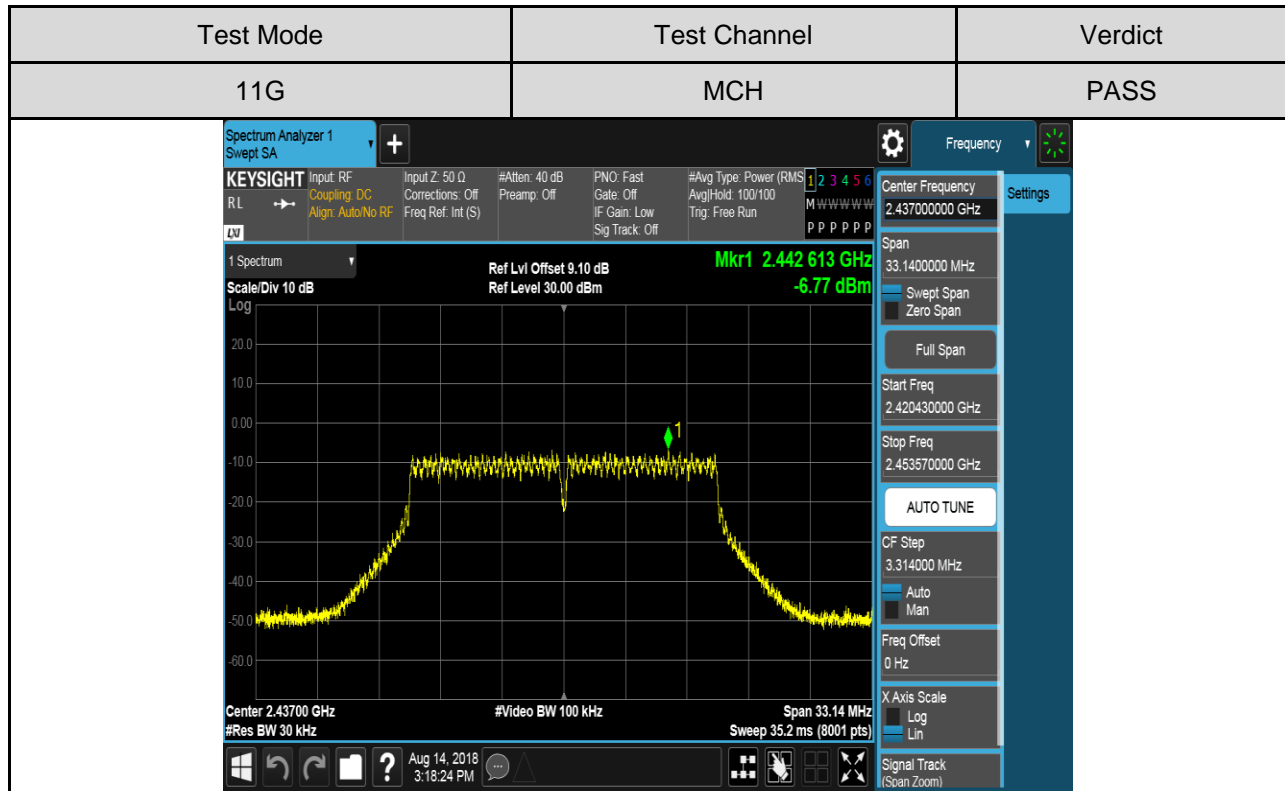 Test Mode Test Channel Verdict
11G MCH PASS
Spectrum Analyzer 1
Swept SA
+
Frequency
KEYSIGHT Input: RF Input Z: 50 Ω #Atten: 40 dB PNO: Fast #Avg Type: Power (RMS 1 2 3 4 5 6
RL Coupling: DC Corrections: Off Preamp: Off Gate: Off Avg|Hold: 100/100 M W W W W W
Align: Auto/No RF Freq Ref: Int (S) IF Gain: Low Trig: Free Run
LXI Sig Track: Off P P P P P P
1 Spectrum Ref Lvl Offset 9.10 dB Mkr1 2.442 613 GHz
Scale/Div 10 dB Ref Level 30.00 dBm -6.77 dBm
Log
20.0
10.0
0.00
1
-10.0
-20.0
-30.0
-40.0
-50.0
-60.0
Center 2.43700 GHz #Video BW 100 kHz Span 33.14 MHz
#Res BW 30 kHz Sweep 35.2 ms (8001 pts)
? Aug 14, 2018
3:18:24 PM
Center Frequency
2.437000000 GHz
Settings
Span
33.1400000 MHz
Swept Span
Zero Span
Full Span
Start Freq
2.420430000 GHz
Stop Freq
2.453570000 GHz
AUTO TUNE
CF Step
3.314000 MHz
Auto
Man
Freq Offset
0 Hz
X Axis Scale
Log
Lin
Signal Track
(Span Zoom)